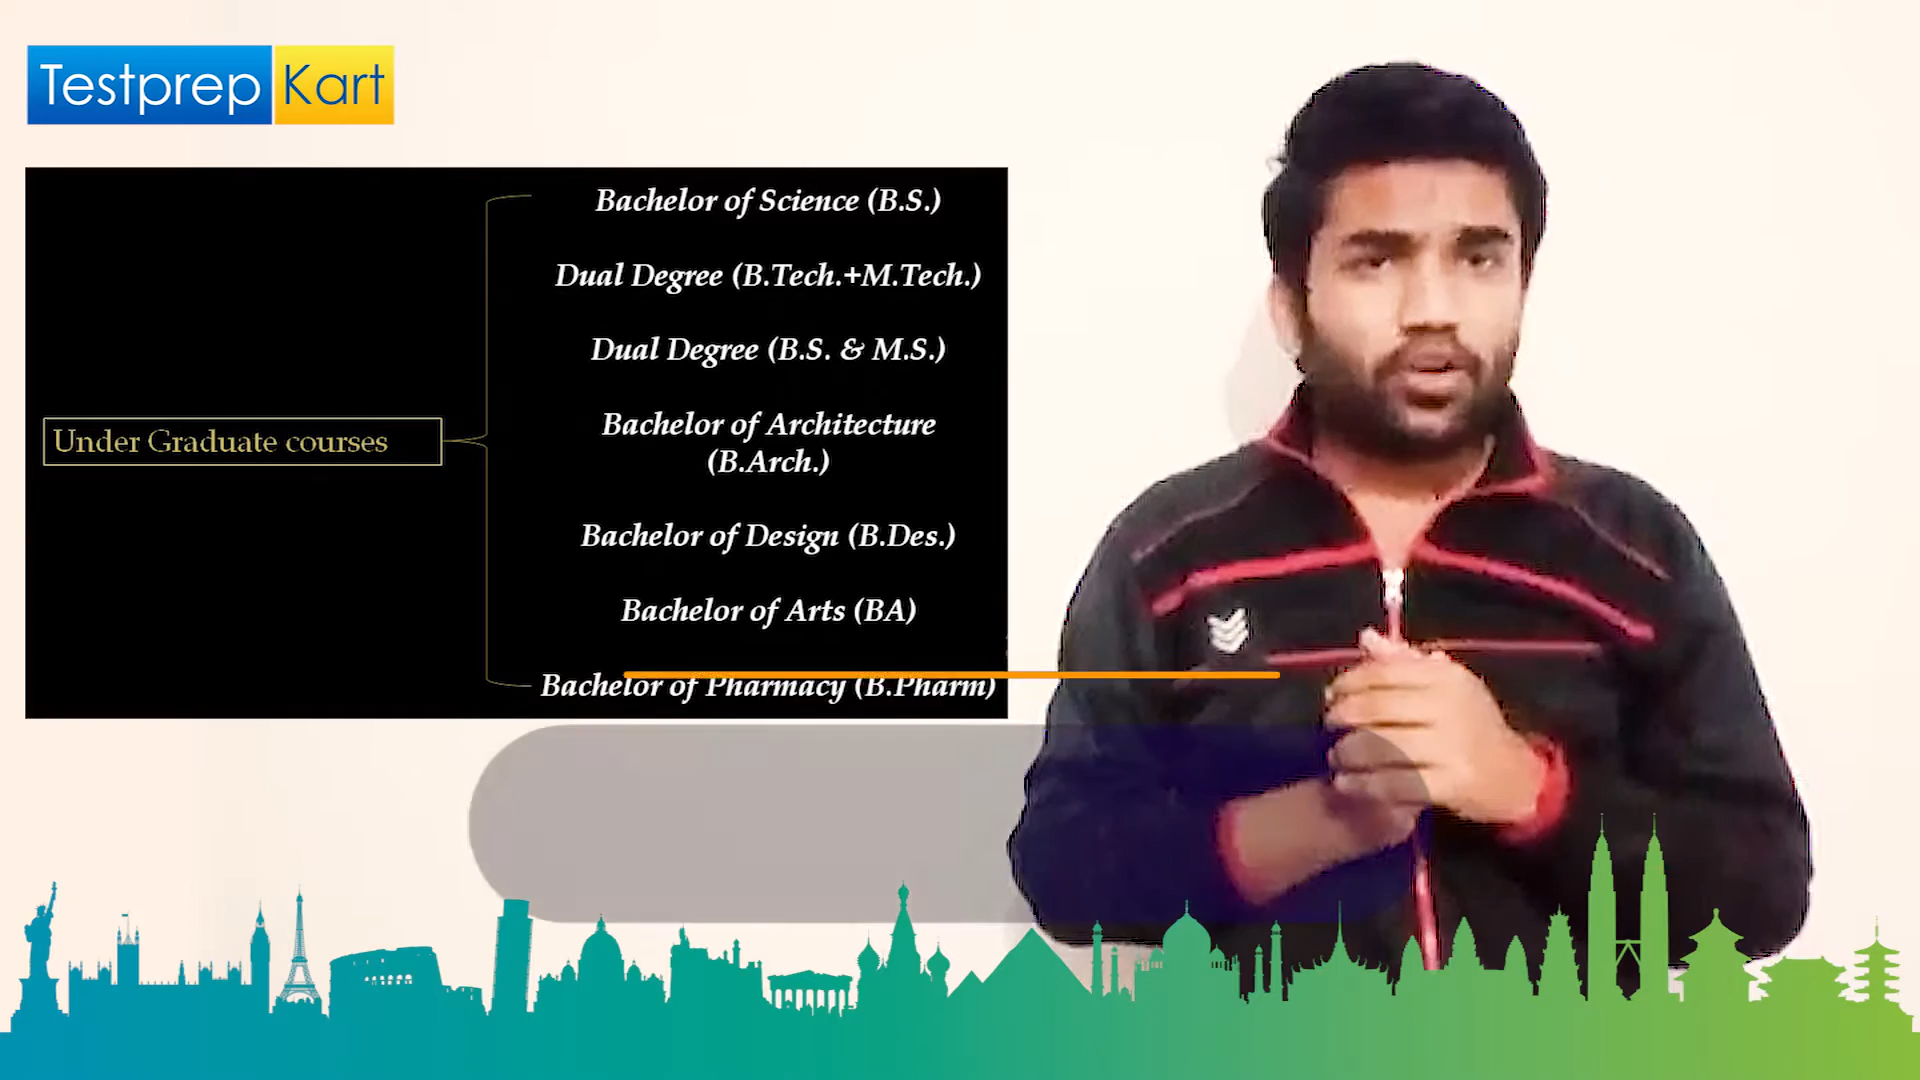 Testprep Kart
Bachelor of Science (B.S.)
Dual Degree (B.Tech.+M.Tech.)
Dual Degree (B.S. & M.S.)
Bachelor of Architecture
(B.Arch.)
Under Graduate courses
Bachelor of Design (B.Des.)
Bachelor of Arts (BA)
Bachelor of Pharmacy (B.Pharm)